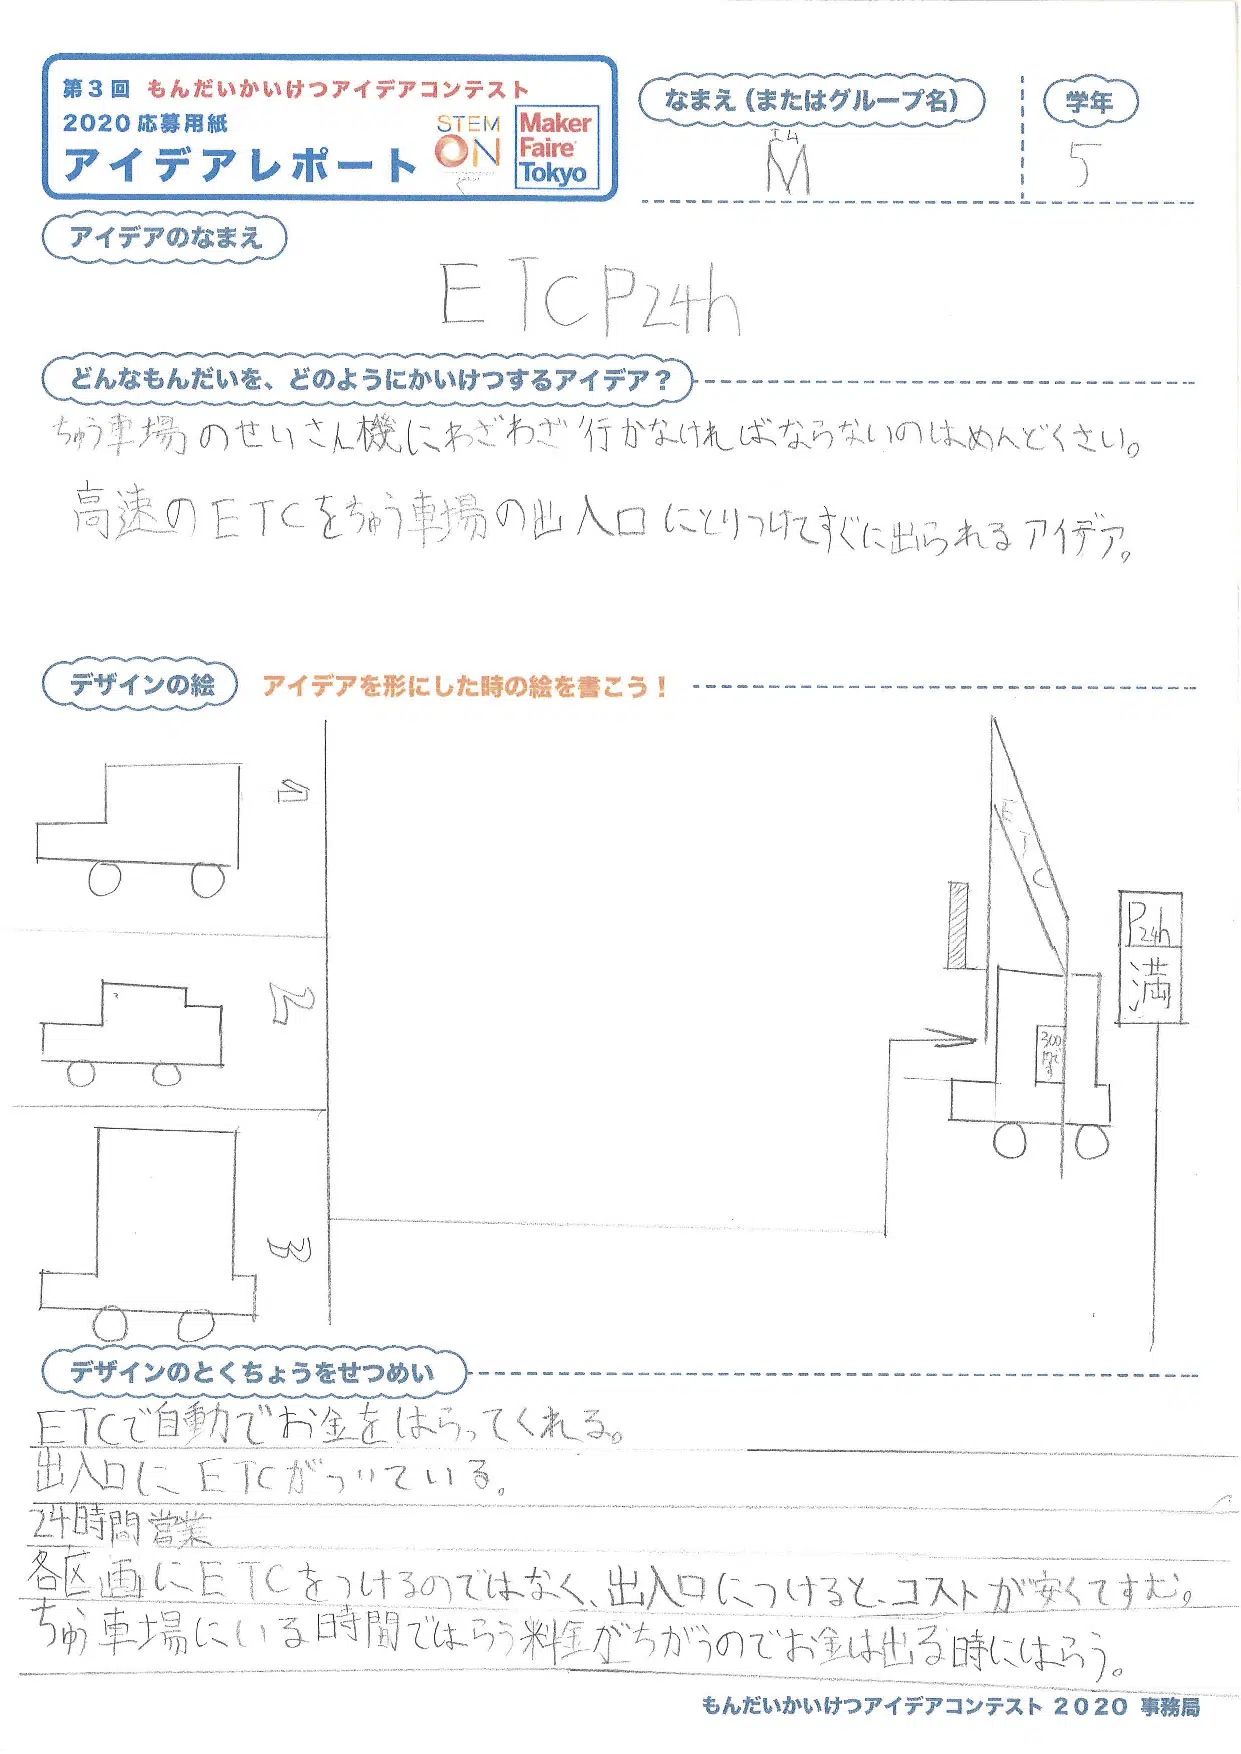 第3回 もんだいかいけつアイデアコンテスト
2020応募用紙
アイデアレポート
STEM
ON
Maker
Faire
Tokyo
なまえ（またはグループ名）
学年
エム
M
5
アイデアのなまえ
ETCP24h
どんなもんだいを、どのようにかいけつするアイデア？
ちゅう車場のせいさん機にわざわざ行かなければならないのはめんどくさい。
高速のETCをちゅう車場の出入口にとりつけてすぐに出られるアイデア。
デザインの絵
アイデアを形にした時の絵を書こう！
1
2
3
ETC
300
P24h
満
デザインのとくちょうをせつめい
ETCで自動でお金をはらってくれる。
出入口にETCがついている。
24時間営業
各区画にETCをつけるのではなく、出入口につけると、コストが安くてすむ。
ちゅう車場にいる時間ではらう料金がちがうのでお金は出る時にはらう。
もんだいかいけつアイデアコンテスト 2020 事務局